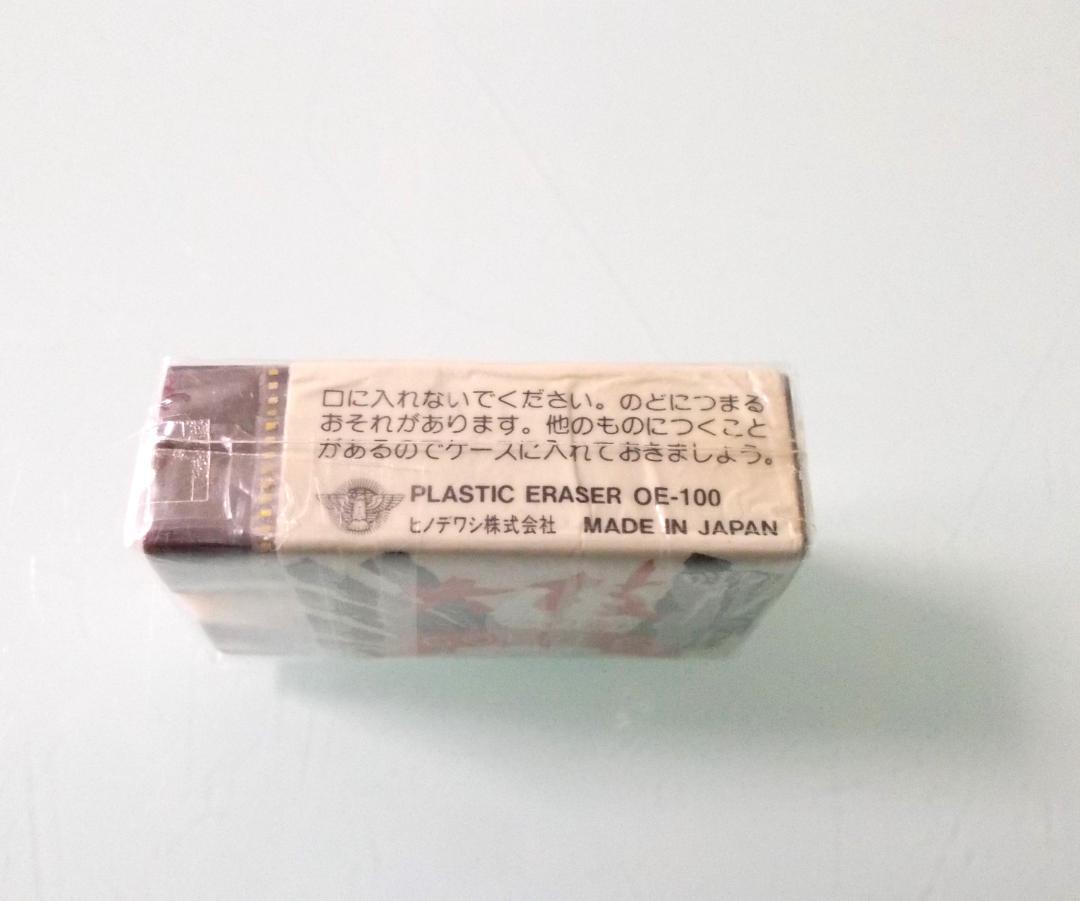 口に入れないでください。のどにつまる
おそれがあります。他のものにつくこと
があるのでケースに入れておきましょう。
PLASTIC ERASER OE-100
ヒノデワシ株式会社 MADE IN JAPAN